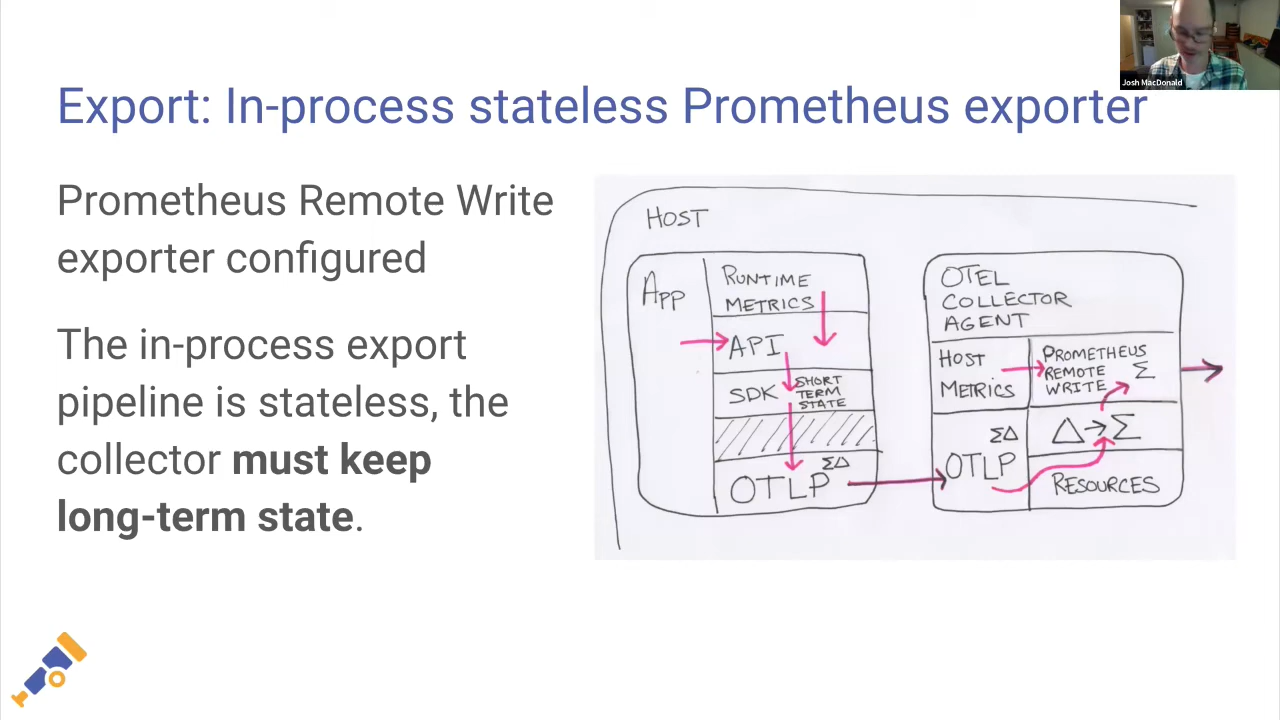 Josh MacDonald
Export: In-process stateless Prometheus exporter
Prometheus Remote Write
exporter configured
The in-process export
pipeline is stateless, the
collector must keep
long-term state.
HOST
APP
RUNTIME
METRICS
API
SDK
SHORT
TERM
STATE
ΣΔ
OTLP
OTEL
COLLECTOR
AGENT
HOST
METRICS
PROMETHEUS
REMOTE
WRITE
Σ
ΣΔ
OTLP
Δ→Σ
RESOURCES